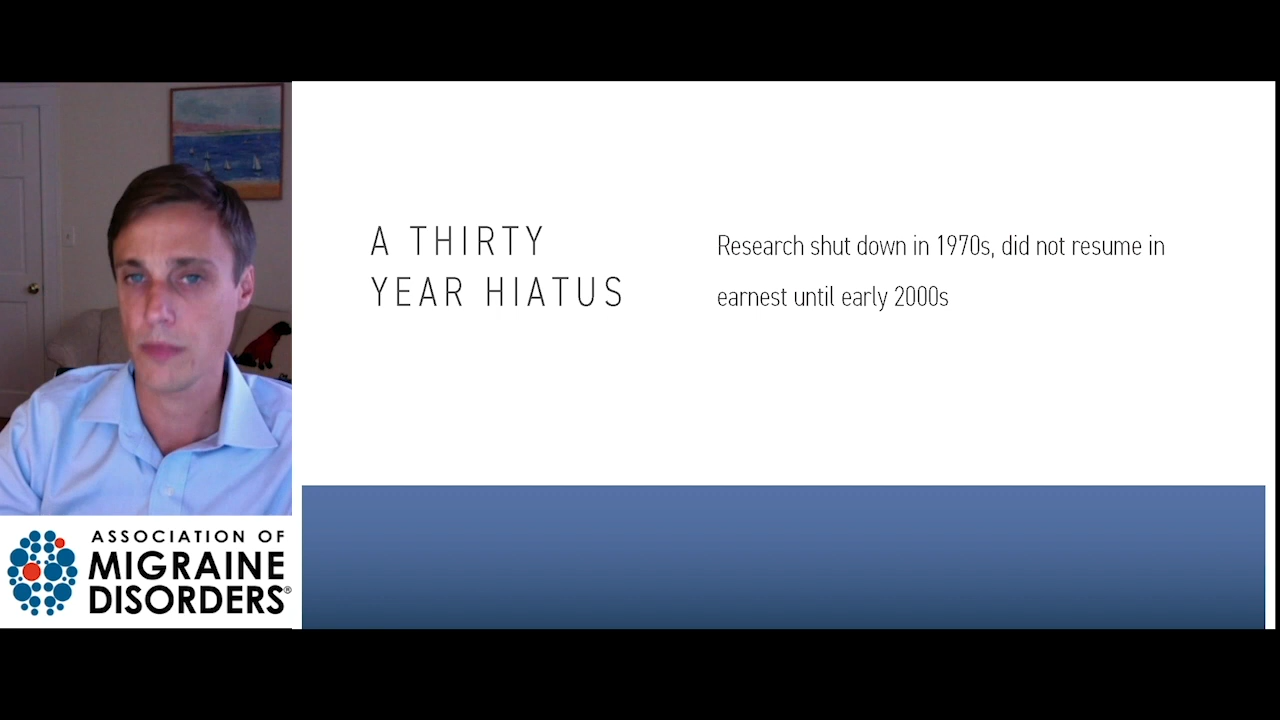 A THIRTY
YEAR HIATUS
Research shut down in 1970s, did not resume in
earnest until early 2000s
ASSOCIATION OF
MIGRAINE
DISORDERS®